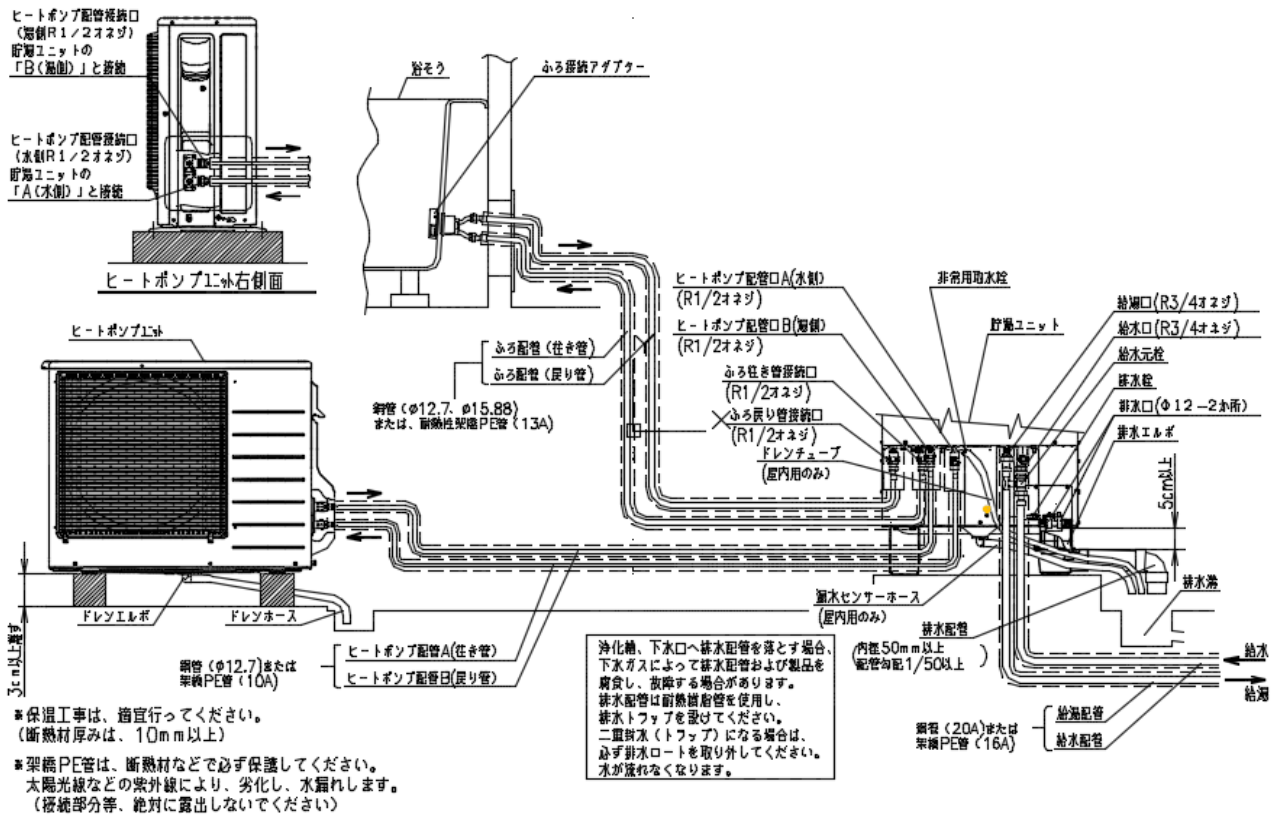 ヒートポンプ配管接続口
(湯側R1/2オネジ)
貯湯ユニットの
「B(湯側)」と接続
ヒートポンプ配管接続口
(水側R1/2オネジ)
貯湯ユニットの
「A(水側)」と接続
ヒートポンプユニット右側面
浴そう
ふろ接続アダプター
ヒートポンプユニット
ふろ配管(往き管)
ふろ配管(戻り管)
銅管(φ12.7、φ15.88)
または、耐熱性架橋PE管(13A)
ヒートポンプ配管口A(水側)
(R1/2オネジ)
ヒートポンプ配管口B(湯側)
(R1/2オネジ)
ふろ往き管接続口
(R1/2オネジ)
ふろ戻り管接続口
(R1/2オネジ)
ドレンチューブ
(屋内用のみ)
非常用取水栓
貯湯ユニット
給湯口(R3/4オネジ)
給水口(R3/4オネジ)
給水元栓
排水栓
排水口(Φ12-2か所)
排水エルボ
5cm以上
排水溝
漏水センサーホース
(屋内用のみ)
排水配管
(内径50mm以上
配管勾配1/50以上)
給水
給湯
銅管(20A)または
架橋PE管(16A)
給湯配管
給水配管
ドレンエルボ
ドレンホース
3cm以上離す
銅管(φ12.7)または
架橋PE管(10A)
ヒートポンプ配管A(往き管)
ヒートポンプ配管B(戻り管)
浄化槽、下水口へ排水配管を落とす場合、
下水ガスによって排水配管および製品を
腐食し、故障する場合があります。
排水配管は耐熱樹脂管を使用し、
排水トラップを設けてください。
二重封水(トラップ)になる場合は、
必ず排水ロートを取り外してください。
水が流れなくなります。
*保温工事は、適宜行ってください。
(断熱材厚みは、10mm以上)
*架橋PE管は、断熱材などで必ず保護してください。
太陽光線などの紫外線により、劣化し、水漏れします。
(接続部分等、絶対に露出しないでください)